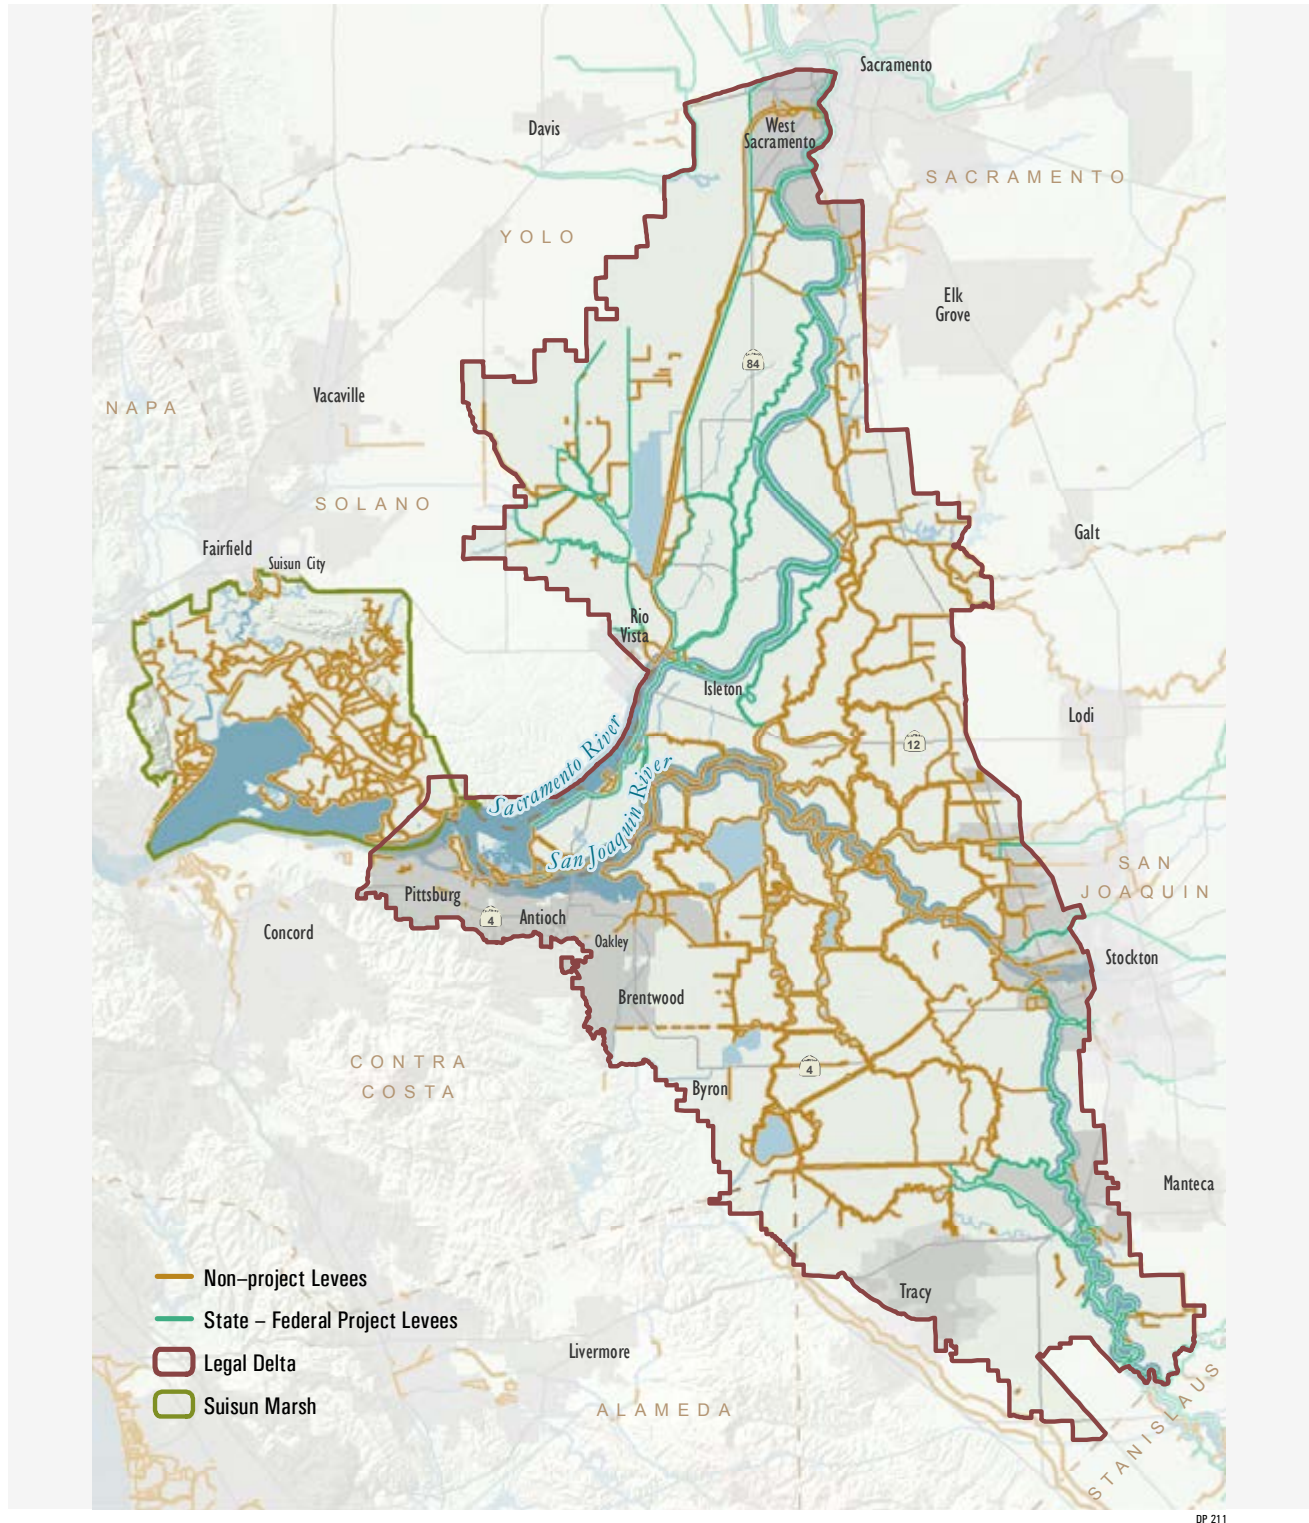 Sacramento
Davis
West
Sacramento
SACRAMENTO
YOLO
Elk
Grove
84
Vacaville
NAPA
SOLANO
Galt
Fairfield
Suisun City
Rio
Vista
Isleton
Lodi
12
Sacramento River
San Joaquin River
SAN
JOAQUIN
Pittsburg
4
Antioch
Concord
Oakley
Stockton
Brentwood
CONTRA
COSTA
4
Byron
Manteca
Tracy
Livermore
ALAMEDA
STANISLAUS
Non–project Levees
State – Federal Project Levees
Legal Delta
Suisun Marsh
DP 211